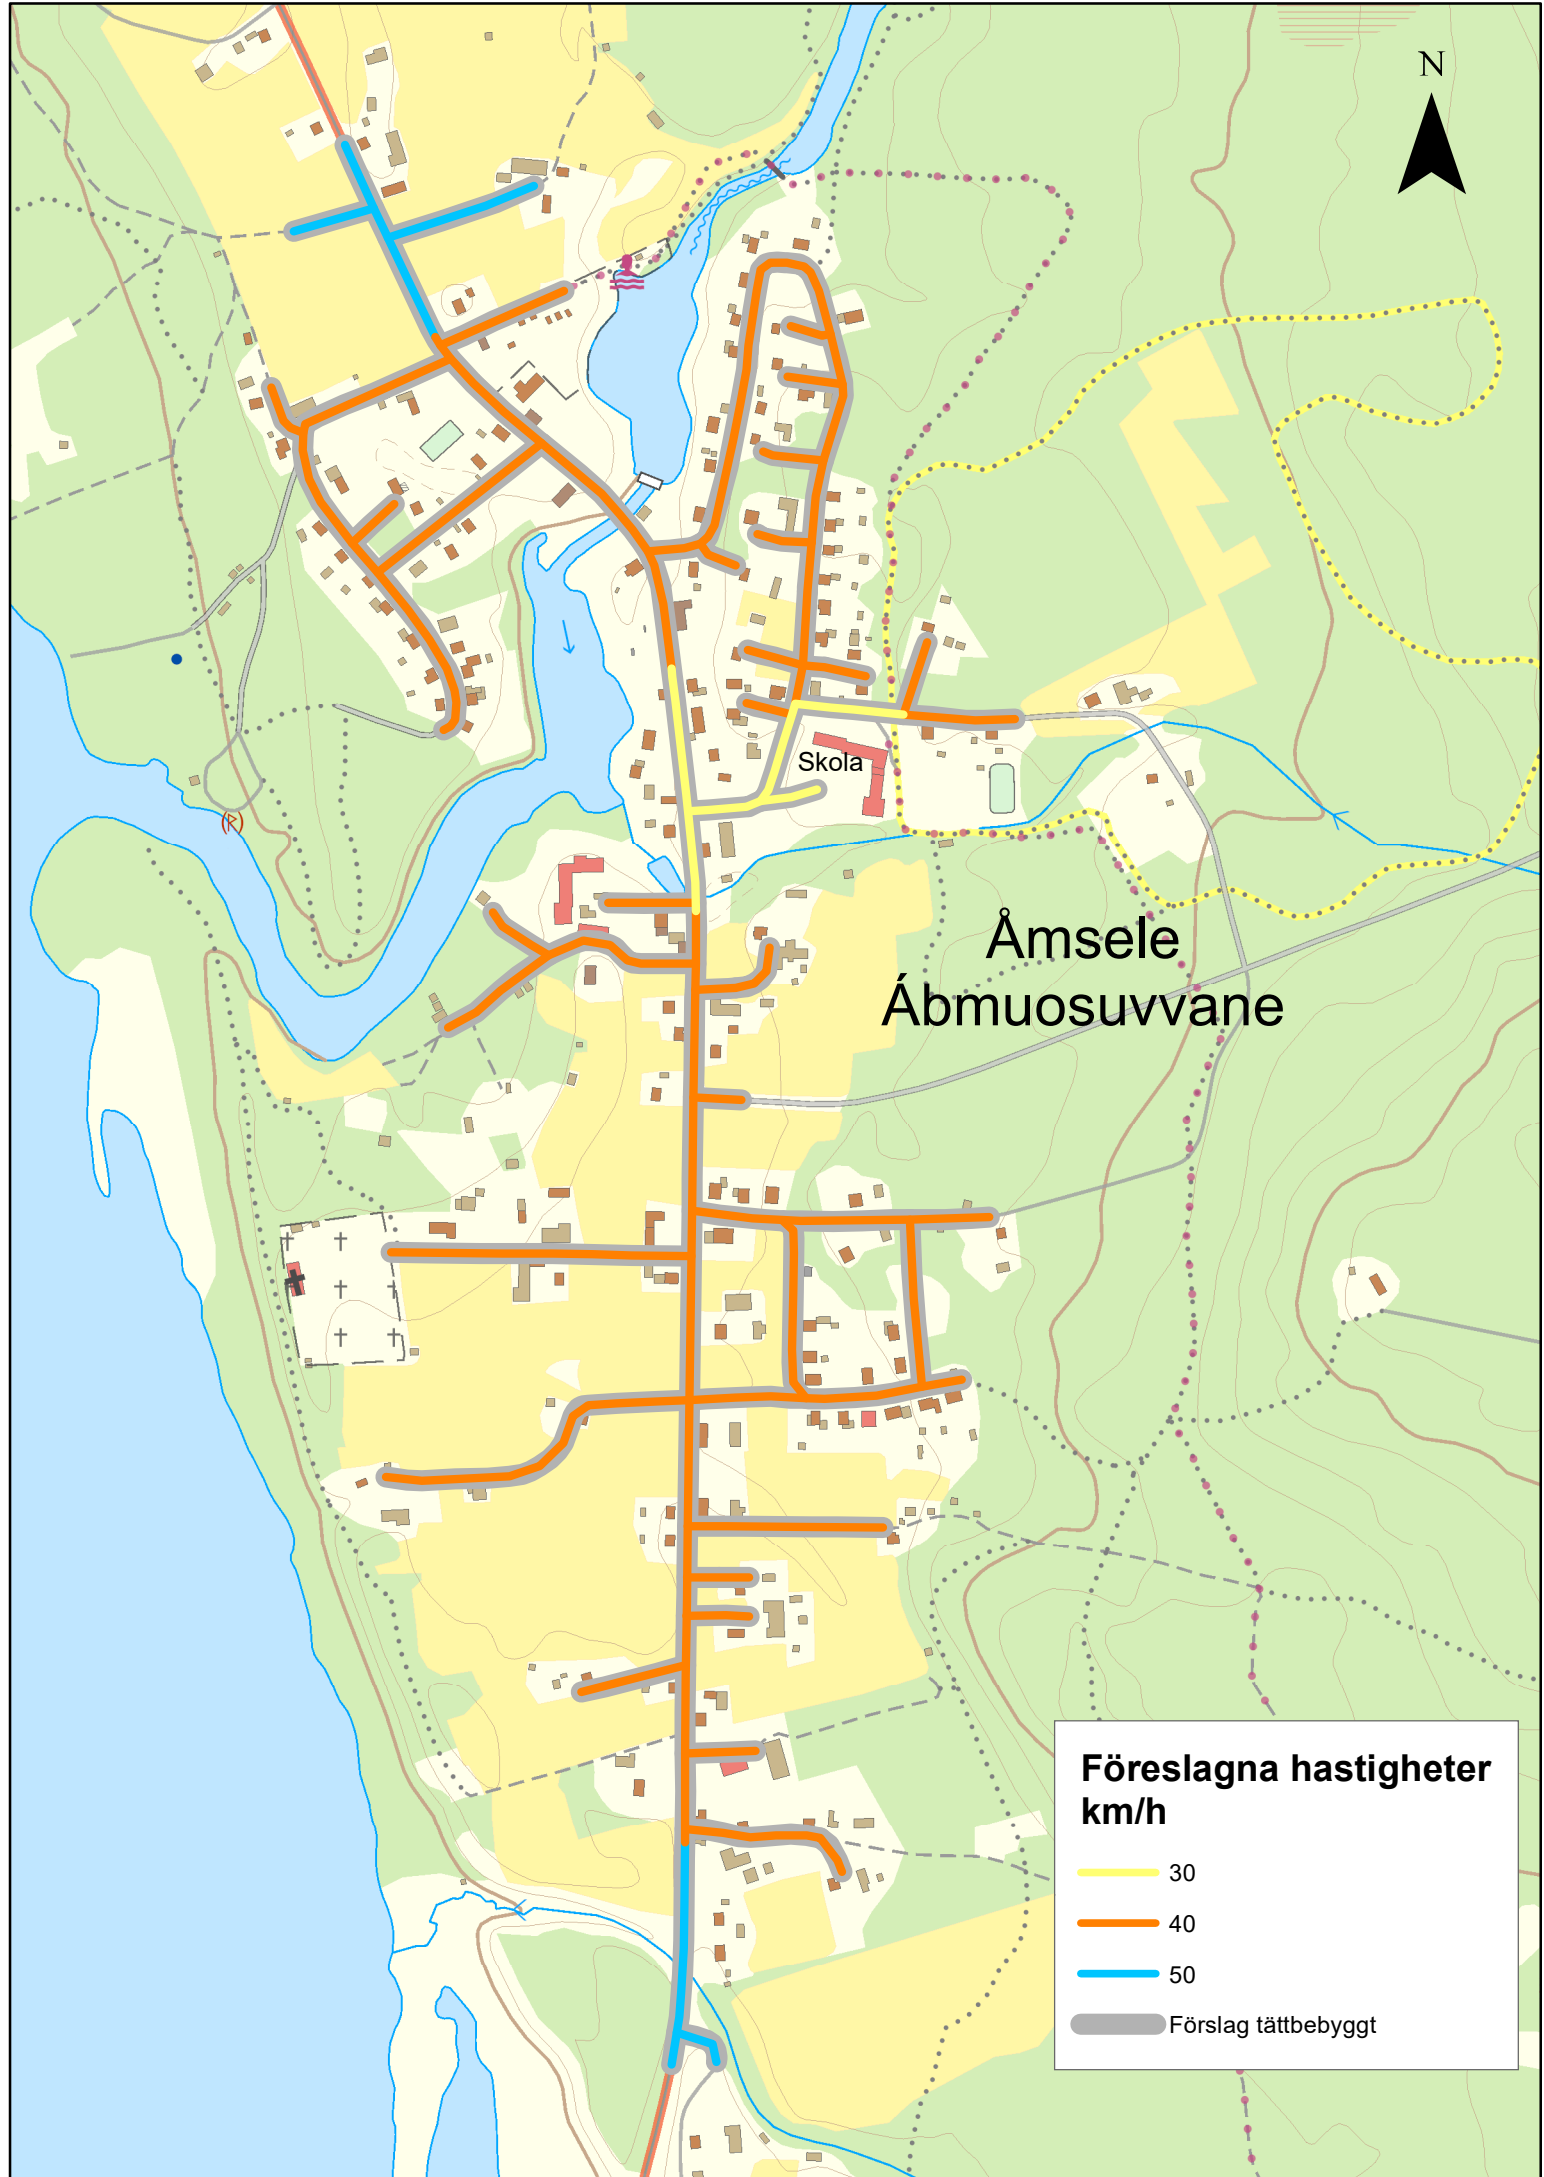 N
Skola
Åmsele
Ábmuosuvvane
Föreslagna hastigheter
km/h
30
40
50
Förslag tättbebyggt